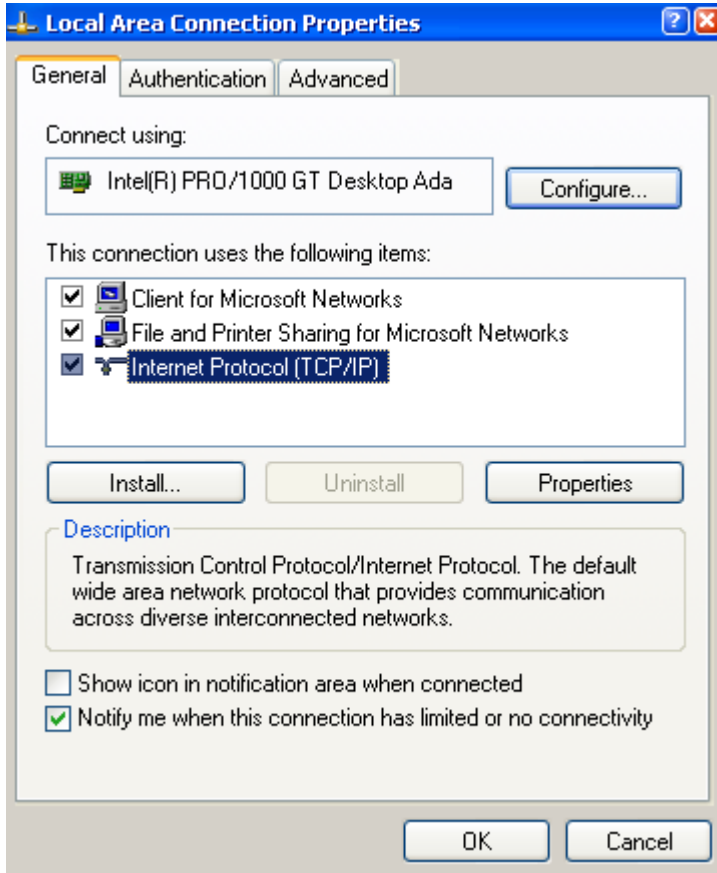 Local Area Connection Properties
General Authentication Advanced
Connect using:
Intel(R) PRO/1000 GT Desktop Ada
Configure...
This connection uses the following items:
Client for Microsoft Networks
File and Printer Sharing for Microsoft Networks
Internet Protocol (TCP/IP)
Install... Uninstall Properties
Description
Transmission Control Protocol/Internet Protocol. The default
wide area network protocol that provides communication
across diverse interconnected networks.
Show icon in notification area when connected
Notify me when this connection has limited or no connectivity
OK Cancel